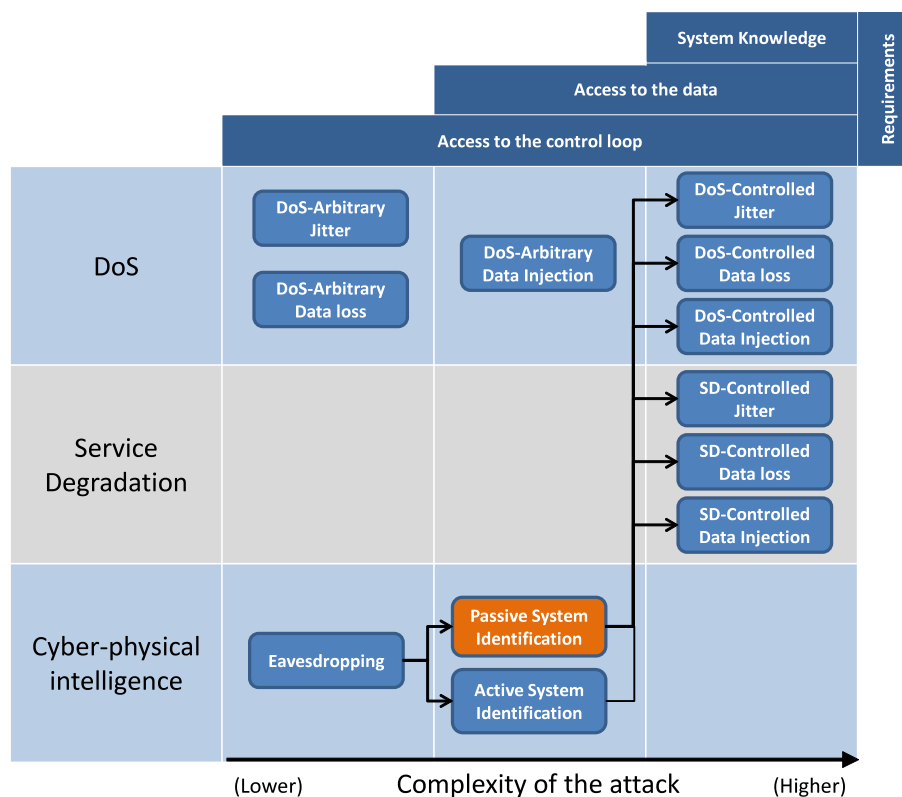 System Knowledge
Requirements
Access to the data
Access to the control loop
DoS
DoS-Arbitrary
Jitter
DoS-Arbitrary
Data loss
DoS-Arbitrary
Data Injection
DoS-Controlled
Jitter
DoS-Controlled
Data loss
DoS-Controlled
Data Injection
Service
Degradation
SD-Controlled
Jitter
SD-Controlled
Data loss
SD-Controlled
Data Injection
Cyber-physical
intelligence
Eavesdropping
Passive System
Identification
Active System
Identification
(Lower)
Complexity of the attack
(Higher)